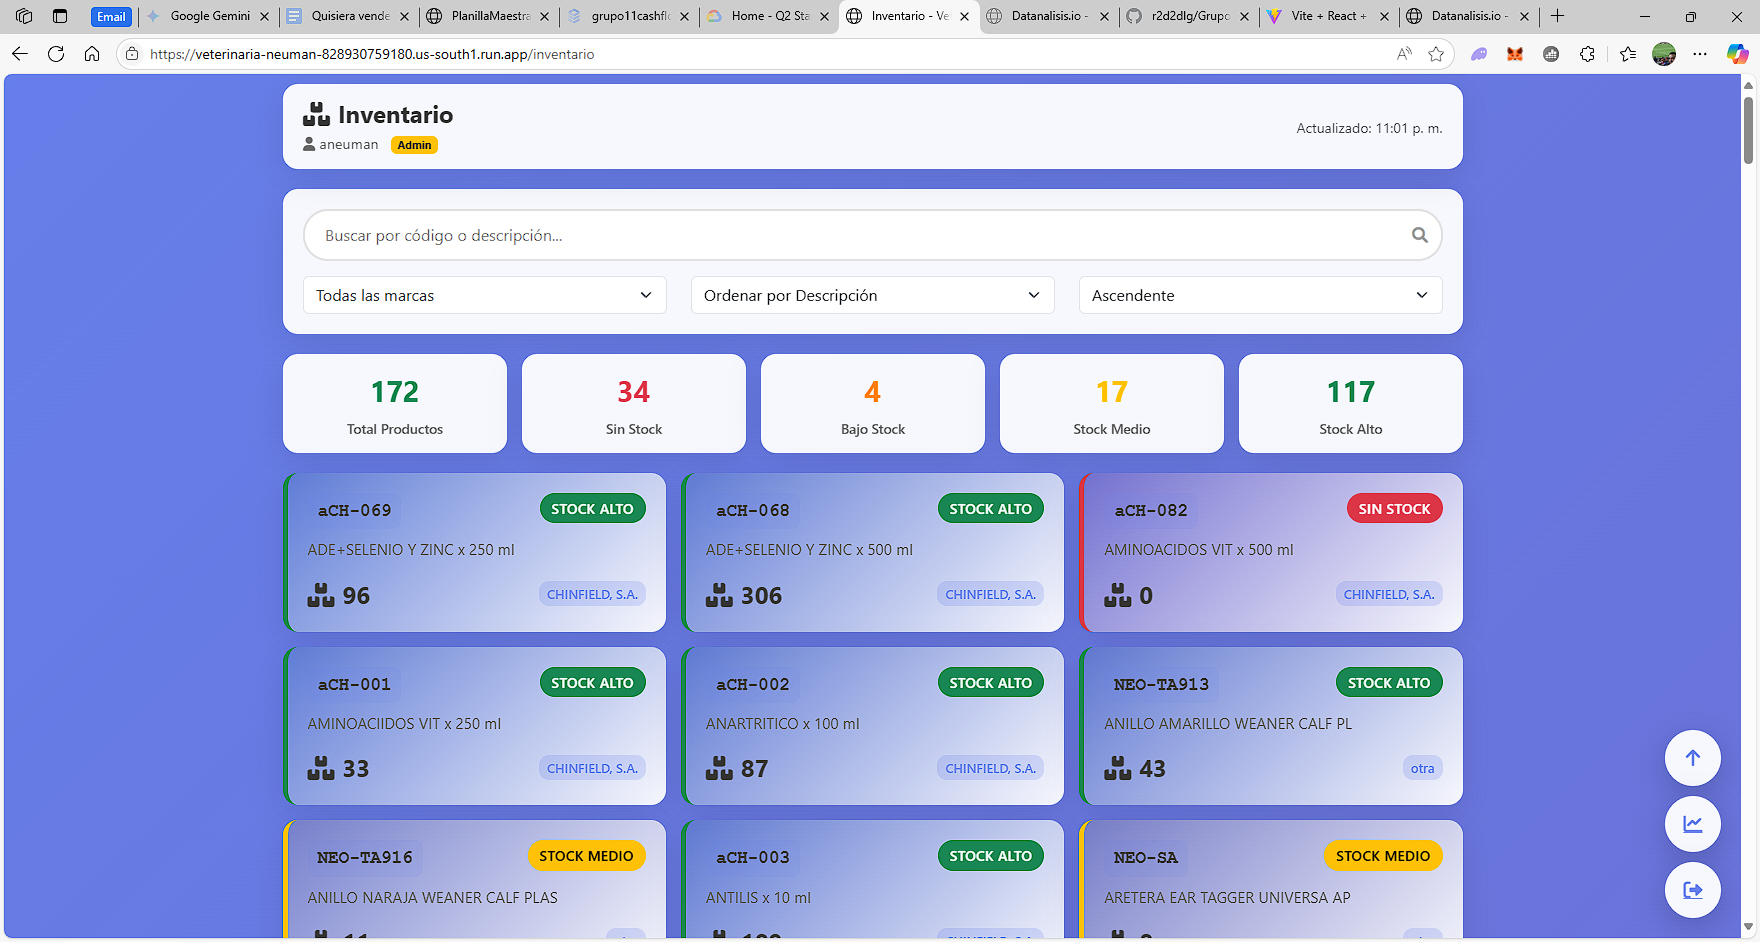 Email
Google Gemini
Quisiera vende
PlanillaMaestra
grupo11cashflo
Home - Q2 Sta
Inventario - Ve
Datanalisis.io -
r2d2dlg/Grupo
Vite + React +
Datanalisis.io -
https://veterinaria-neuman-828930759180.us-south1.run.app/inventario
Inventario
aneuman Admin
Actualizado: 11:01 p. m.
Buscar por código o descripción...
Todas las marcas
Ordenar por Descripción
Ascendente
172
Total Productos
34
Sin Stock
4
Bajo Stock
17
Stock Medio
117
Stock Alto
aCH-069 STOCK ALTO
ADE+SELENIO Y ZINC x 250 ml
96 CHINFIELD, S.A.
aCH-068 STOCK ALTO
ADE+SELENIO Y ZINC x 500 ml
306 CHINFIELD, S.A.
aCH-082 SIN STOCK
AMINOACIDOS VIT x 500 ml
0 CHINFIELD, S.A.
aCH-001 STOCK ALTO
AMINOACIIDOS VIT x 250 ml
33 CHINFIELD, S.A.
aCH-002 STOCK ALTO
ANARTRITICO x 100 ml
87 CHINFIELD, S.A.
NEO-TA913 STOCK ALTO
ANILLO AMARILLO WEANER CALF PL
43 otra
NEO-TA916 STOCK MEDIO
ANILLO NARAJA WEANER CALF PLAS
aCH-003 STOCK ALTO
ANTILIS x 10 ml
NEO-SA STOCK MEDIO
ARETERA EAR TAGGER UNIVERSA AP